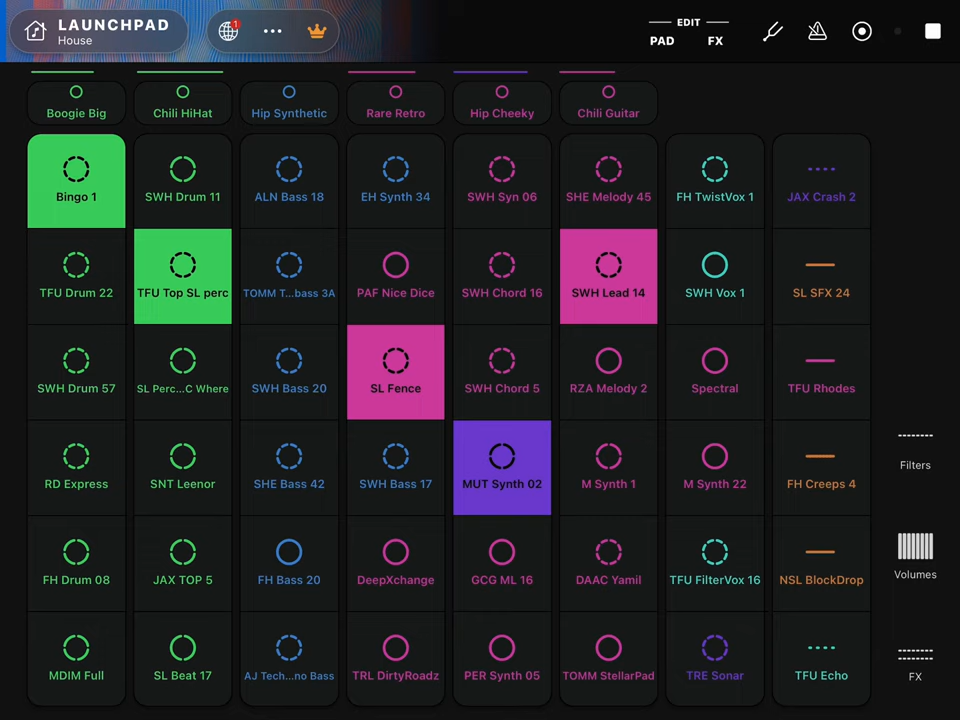 LAUNCHPAD
House
1
EDIT
PAD FX
Boogie Big Chili HiHat Hip Synthetic Rare Retro Hip Cheeky Chili Guitar
Bingo 1 SWH Drum 11 ALN Bass 18 EH Synth 34 SWH Syn 06 SHE Melody 45 FH TwistVox 1 JAX Crash 2
TFU Drum 22 TFU Top SL perc TOMM T...bass 3A PAF Nice Dice SWH Chord 16 SWH Lead 14 SWH Vox 1 SL SFX 24
SWH Drum 57 SL Perc...C Where SWH Bass 20 SL Fence SWH Chord 5 RZA Melody 2 Spectral TFU Rhodes
Filters
RD Express SNT Leenor SHE Bass 42 SWH Bass 17 MUT Synth 02 M Synth 1 M Synth 22 FH Creeps 4
Volumes
FH Drum 08 JAX TOP 5 FH Bass 20 DeepXchange GCG ML 16 DAAC Yamil TFU FilterVox 16 NSL BlockDrop
MDIM Full SL Beat 17 AJ Tech...no Bass TRL DirtyRoadz PER Synth 05 TOMM StellarPad TRE Sonar TFU Echo
FX